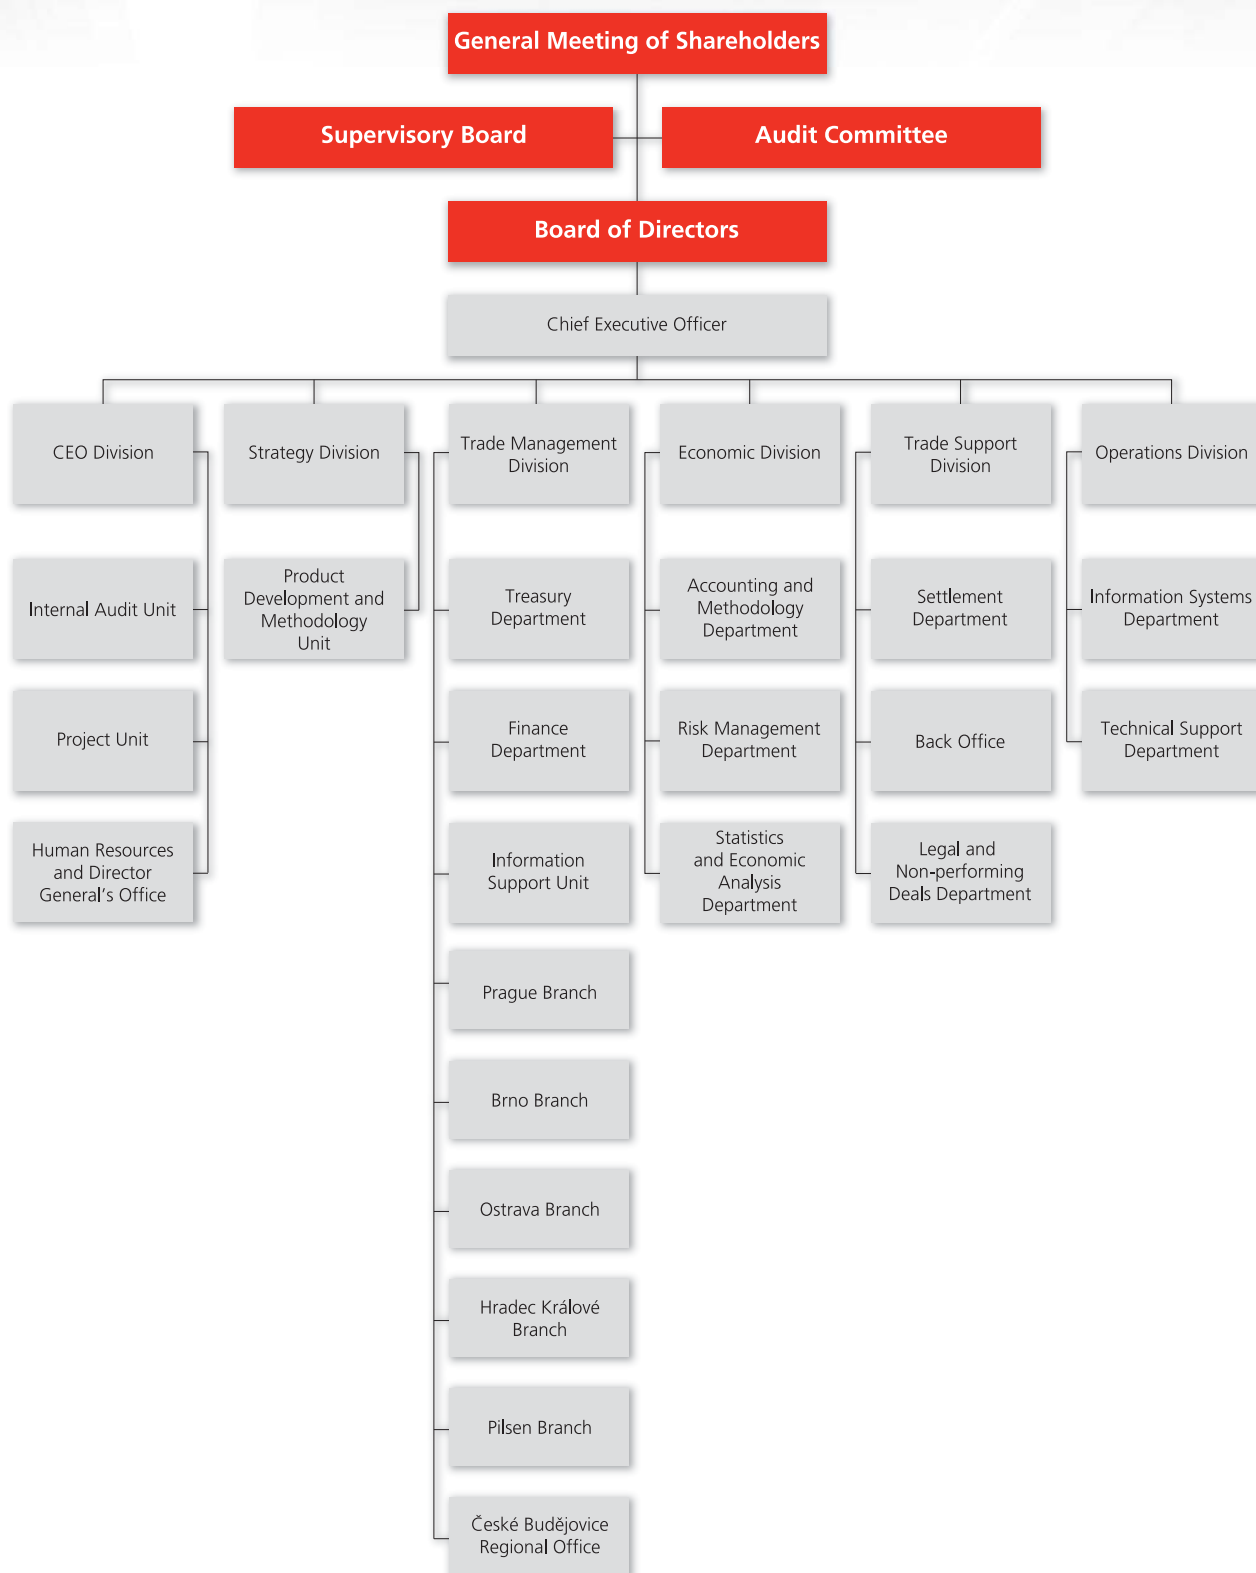 General Meeting of Shareholders
Supervisory Board
Audit Committee
Board of Directors
Chief Executive Officer
CEO Division
Strategy Division
Trade Management
Division
Economic Division
Trade Support
Division
Operations Division
Internal Audit Unit
Product
Development and
Methodology
Unit
Treasury
Department
Accounting and
Methodology
Department
Settlement
Department
Information Systems
Department
Project Unit
Finance
Department
Risk Management
Department
Back Office
Technical Support
Department
Human Resources
and Director
General's Office
Information
Support Unit
Statistics
and Economic
Analysis
Department
Legal and
Non-performing
Deals Department
Prague Branch
Brno Branch
Ostrava Branch
Hradec Králové
Branch
Pilsen Branch
České Budějovice
Regional Office